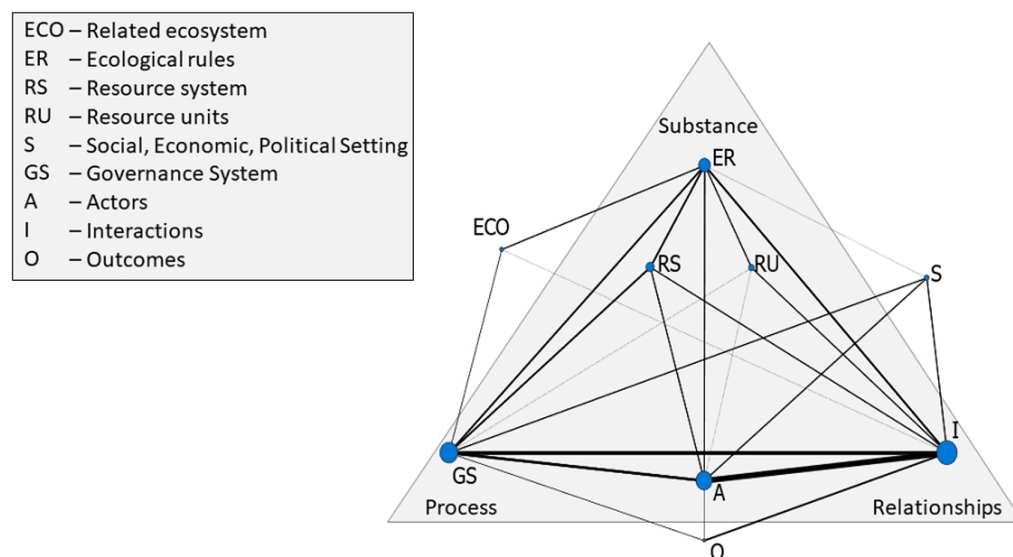 ECO – Related ecosystem
ER – Ecological rules
RS – Resource system
RU – Resource units
S – Social, Economic, Political Setting
GS – Governance System
A – Actors
I – Interactions
O – Outcomes
Substance
ER
ECO
RS
RU
S
I
GS
A
Process
Relationships
O